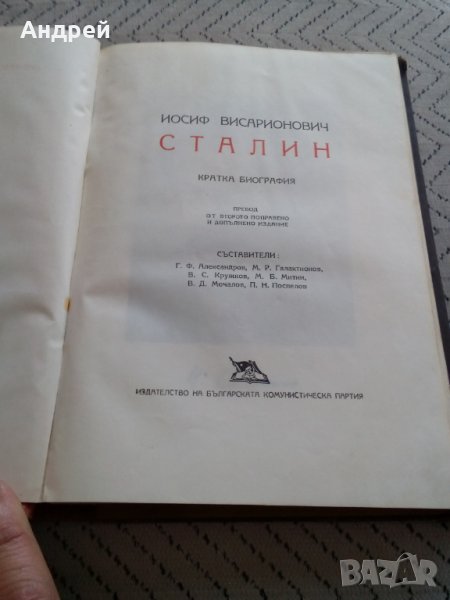 Андрей
ИОСИФ ВИСАРИОНОВИЧ
СТАЛИН
КРАТКА БИОГРАФИЯ
ПРЕВОД
ОТ ВТОРОТО ПОПРАВЕНО
И ДОПЪЛНЕНО ИЗДАНИЕ
СЪСТАВИТЕЛИ:
Г. Ф. Александров, М. Р. Галактионов,
В. С. Кружков, М. Б. Митин,
В. Д. Мочалов, П. Н. Поспелов
ИЗДАТЕЛСТВО НА БЪЛГАРСКАТА КОМУНИСТИЧЕСКА ПАРТИЯ
BAZAR